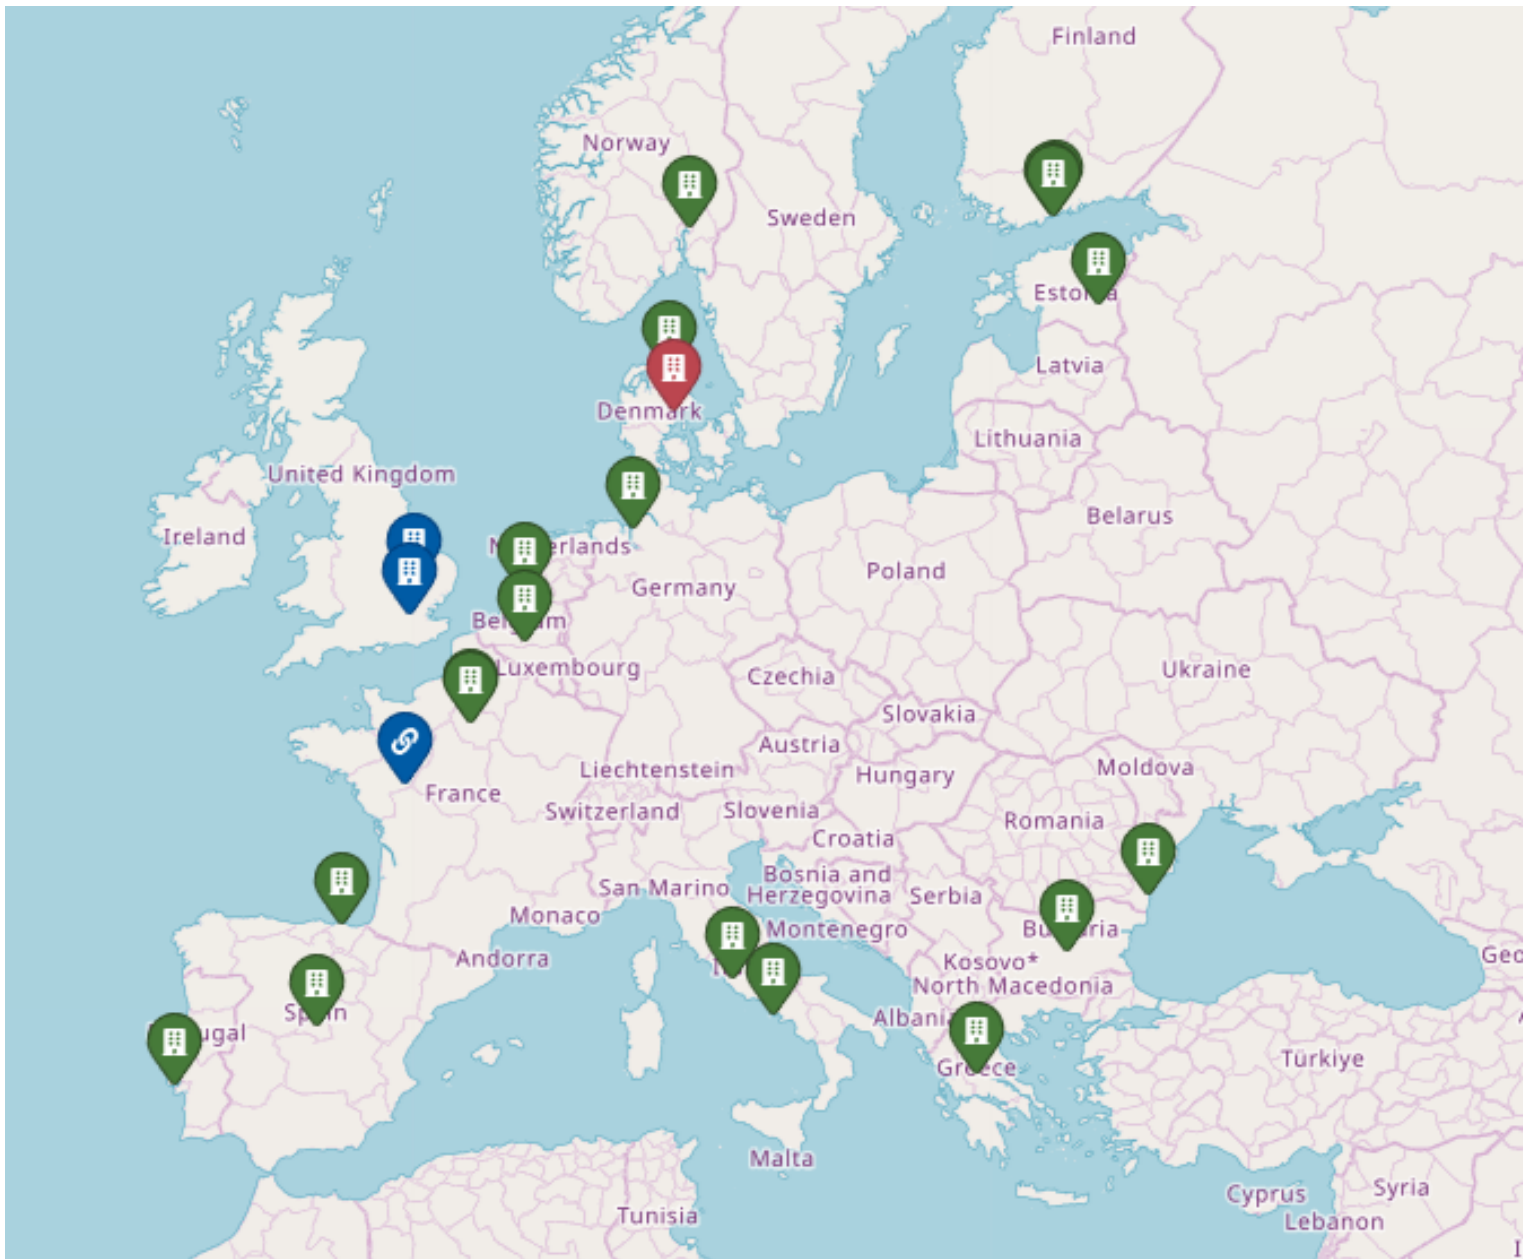 Finland
Norway
Sweden
Estonia
Latvia
Denmark
Lithuania
United Kingdom
Belarus
Ireland
Netherlands
Poland
Germany
Belgium
Luxembourg
Czechia
Ukraine
Slovakia
Austria
Moldova
Liechtenstein
Hungary
France
Switzerland
Slovenia
Romania
Croatia
Bosnia and
Herzegovina
San Marino
Serbia
Monaco
Montenegro
Bulgaria
Andorra
Kosovo*
Geo
North Macedonia
Spain
Albania
Portugal
Türkiye
Greece
Malta
Cyprus
Syria
Tunisia
Lebanon